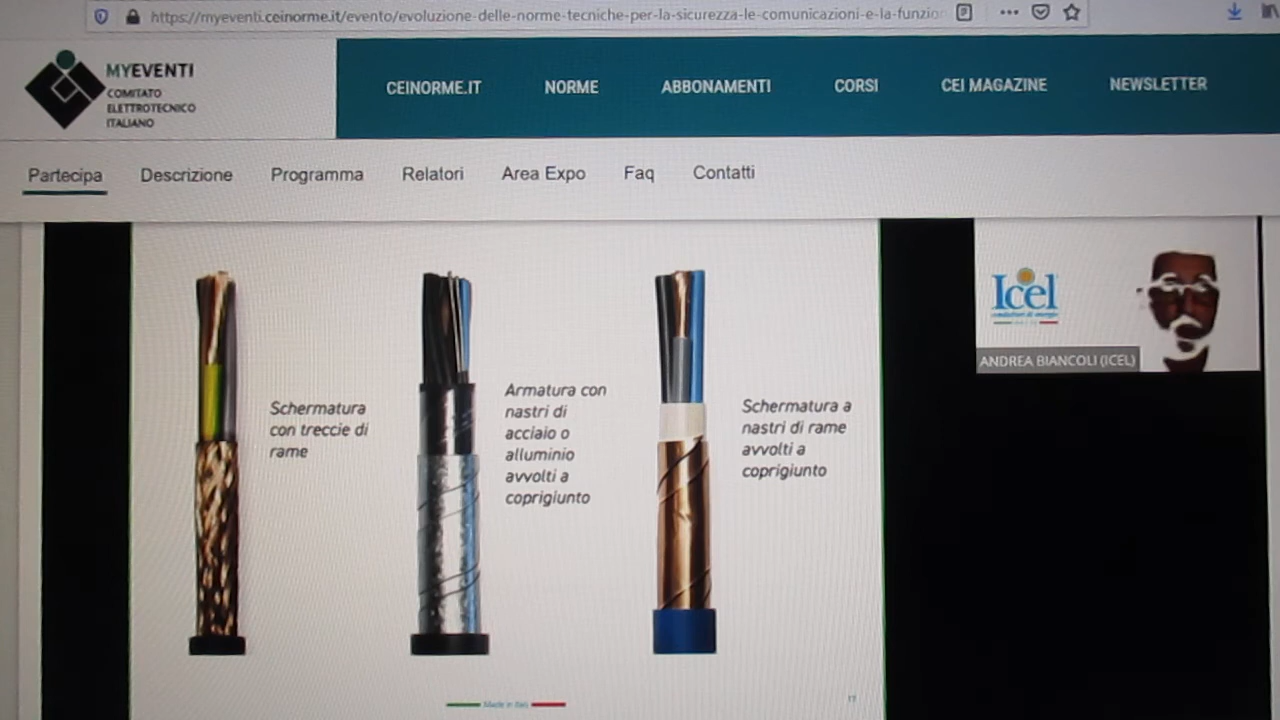 https://myeventi.ceinorme.it/evento/evoluzione-delle-norme-tecniche-per-la-sicurezza-le-comunicazioni-e-la-funzio
MYEVENTI
COMITATO
ELETTROTECNICO
ITALIANO
CEINORME.IT NORME ABBONAMENTI CORSI CEI MAGAZINE NEWSLETTER
Partecipa Descrizione Programma Relatori Area Expo Faq Contatti
Schermatura
con treccie di
rame
Armatura con
nastri di
acciaio o
alluminio
avvolti a
coprigiunto
Schermatura a
nastri di rame
avvolti a
coprigiunto
Icel
ANDREA BIANCOLI (ICEL)
Made in Italy